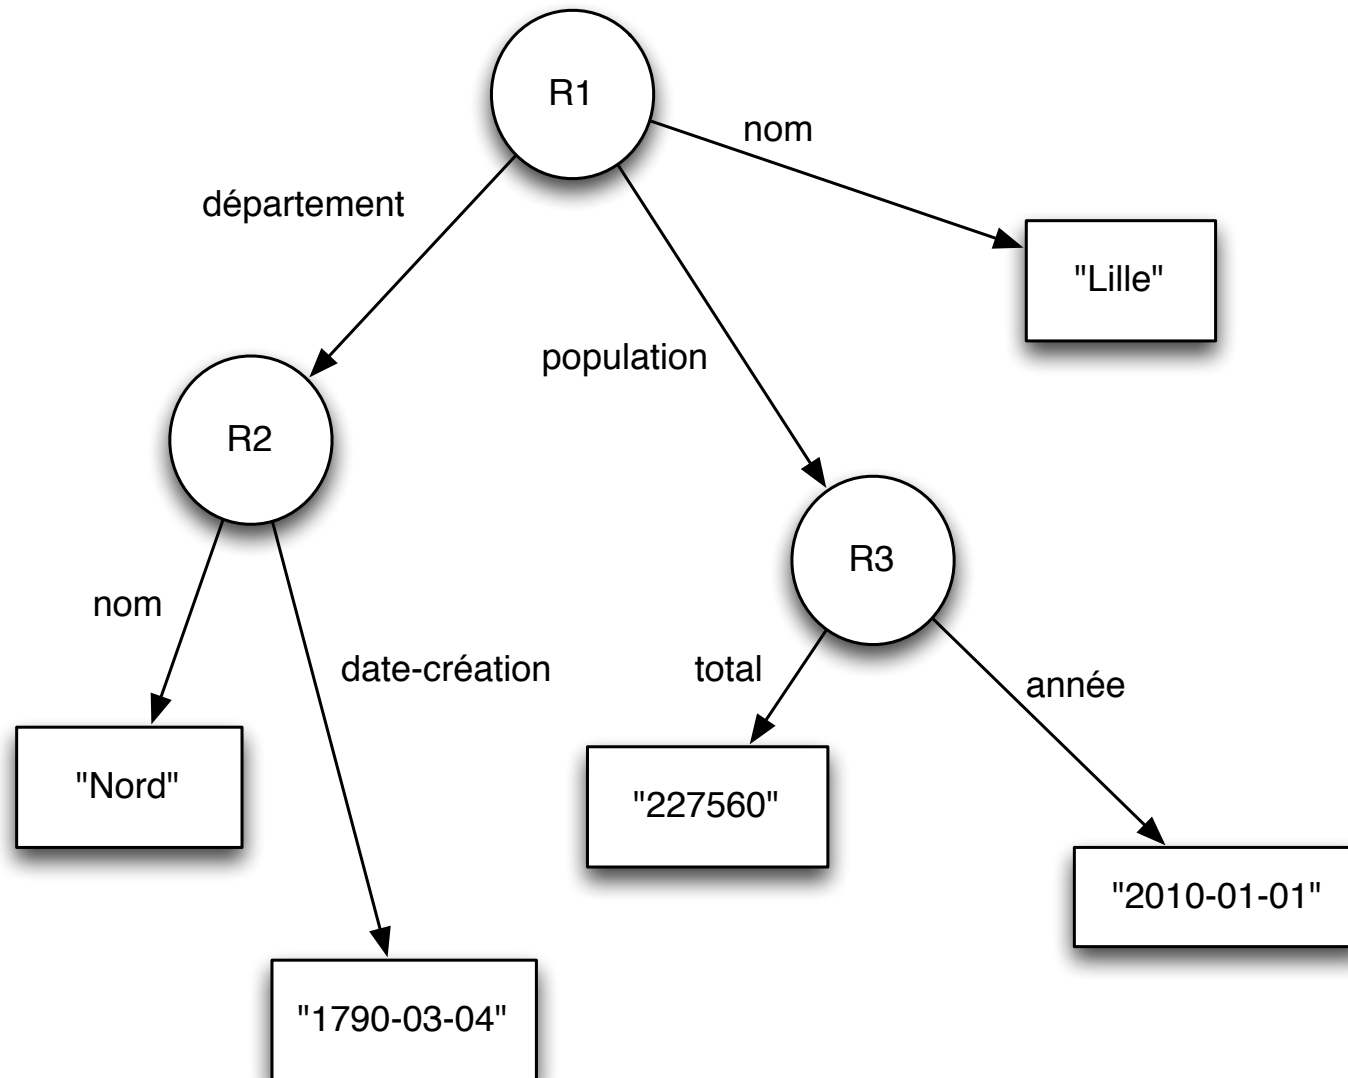 R1
nom
département
"Lille"
population
R2
R3
nom
date-création
total
année
"Nord"
"227560"
"2010-01-01"
"1790-03-04"